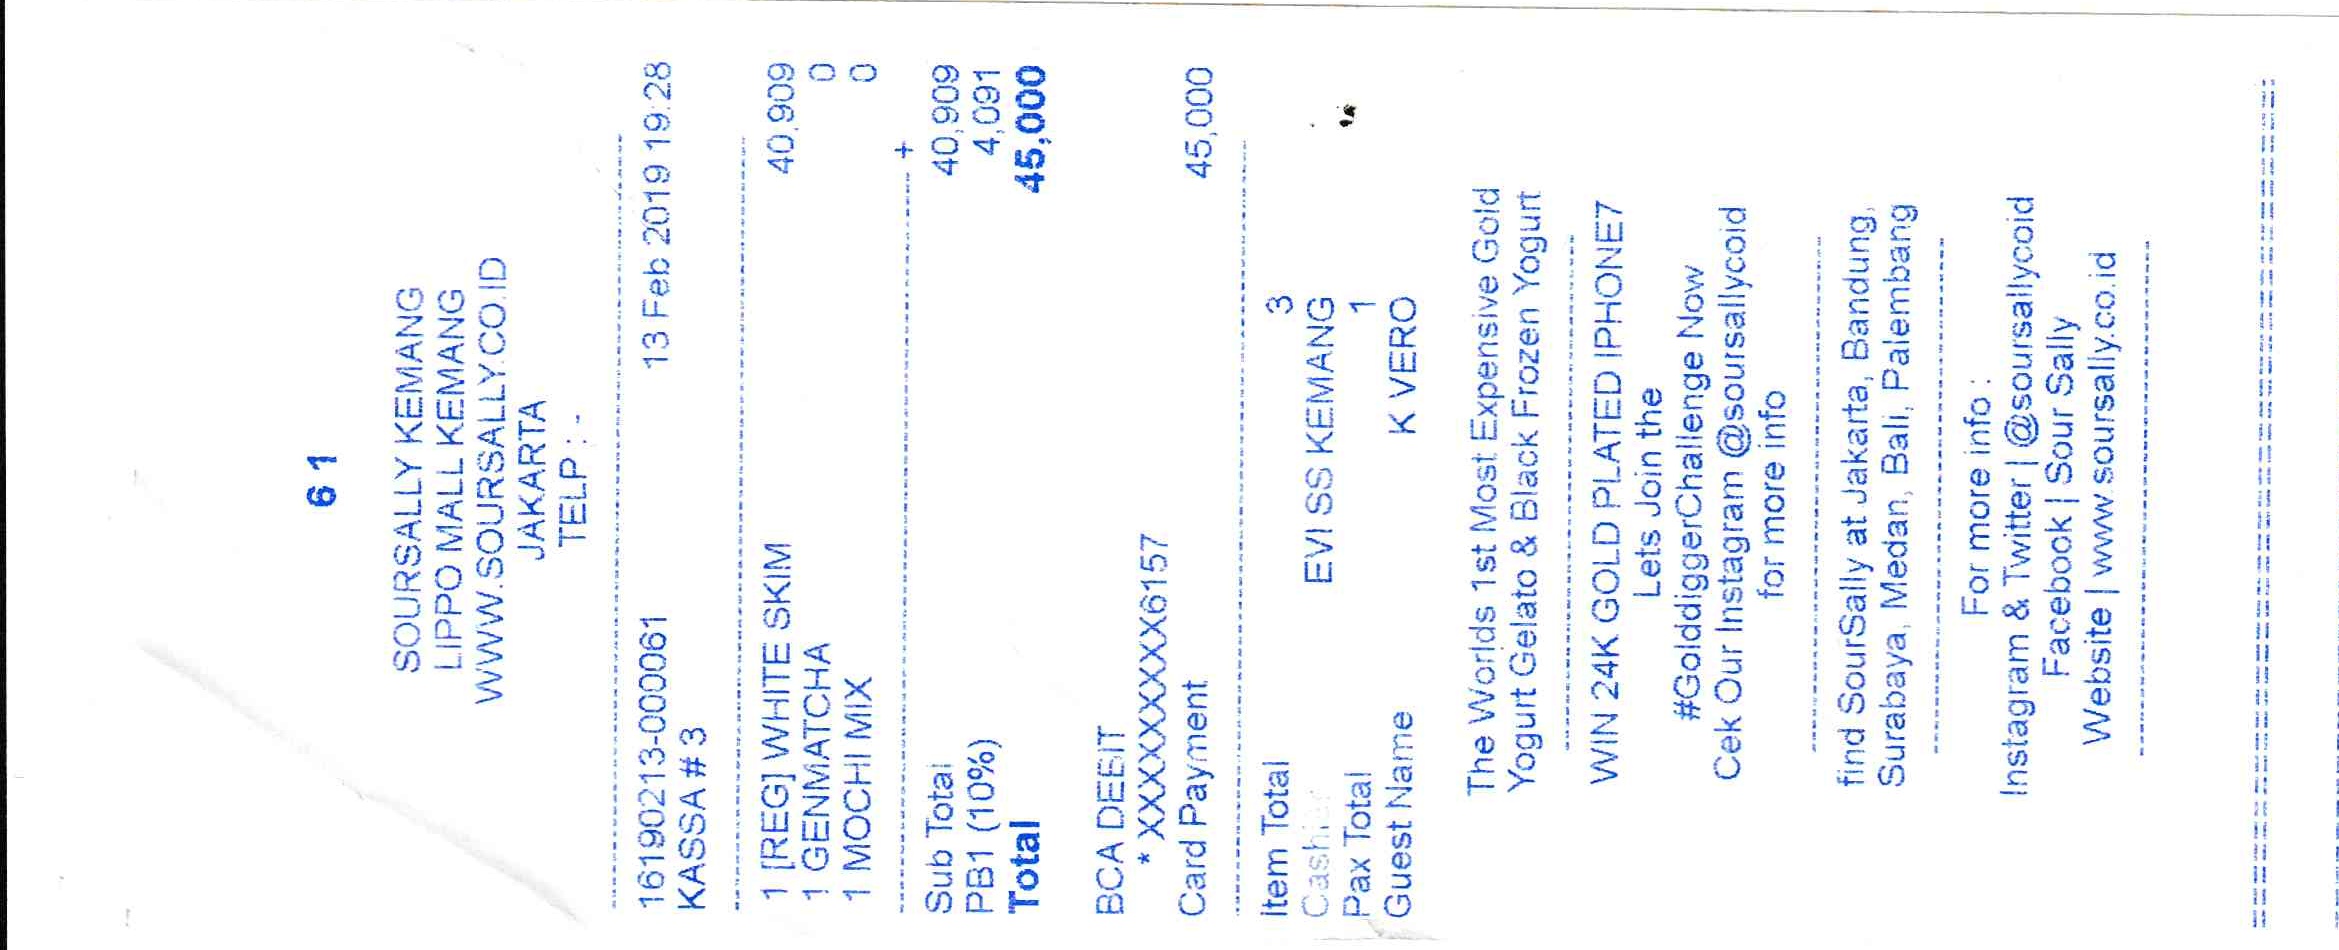 6 1
SOURSALLY KEMANG
LIPPO MALL KEMANG
WWW.SOURSALLY.CO.ID
JAKARTA
TELP : -
16190213-000061 13 Feb 2019 19:28
KASSA # 3
1 [REG] WHITE SKIM 40,909
1 GENMATCHA 0
1 MOCHI MIX 0
+
Sub Total 40,909
PB1 (10%) 4,091
Total 45,000
BCA DEBIT
* XXXXXXXXX6157
Card Payment 45,000
Item Total 3
Cashier EVI SS KEMANG
Pax Total 1
Guest Name K VERO
The Worlds 1st Most Expensive Gold
Yogurt Gelato & Black Frozen Yogurt
WIN 24K GOLD PLATED IPHONE7
Lets Join the
#GolddiggerChallenge Now
Cek Our Instagram @soursallycoid
for more info
find SourSally at Jakarta, Bandung,
Surabaya, Medan, Bali, Palembang
For more info :
Instagram & Twitter | @soursallycoid
Facebook | Sour Sally
Website | www.soursally.co.id